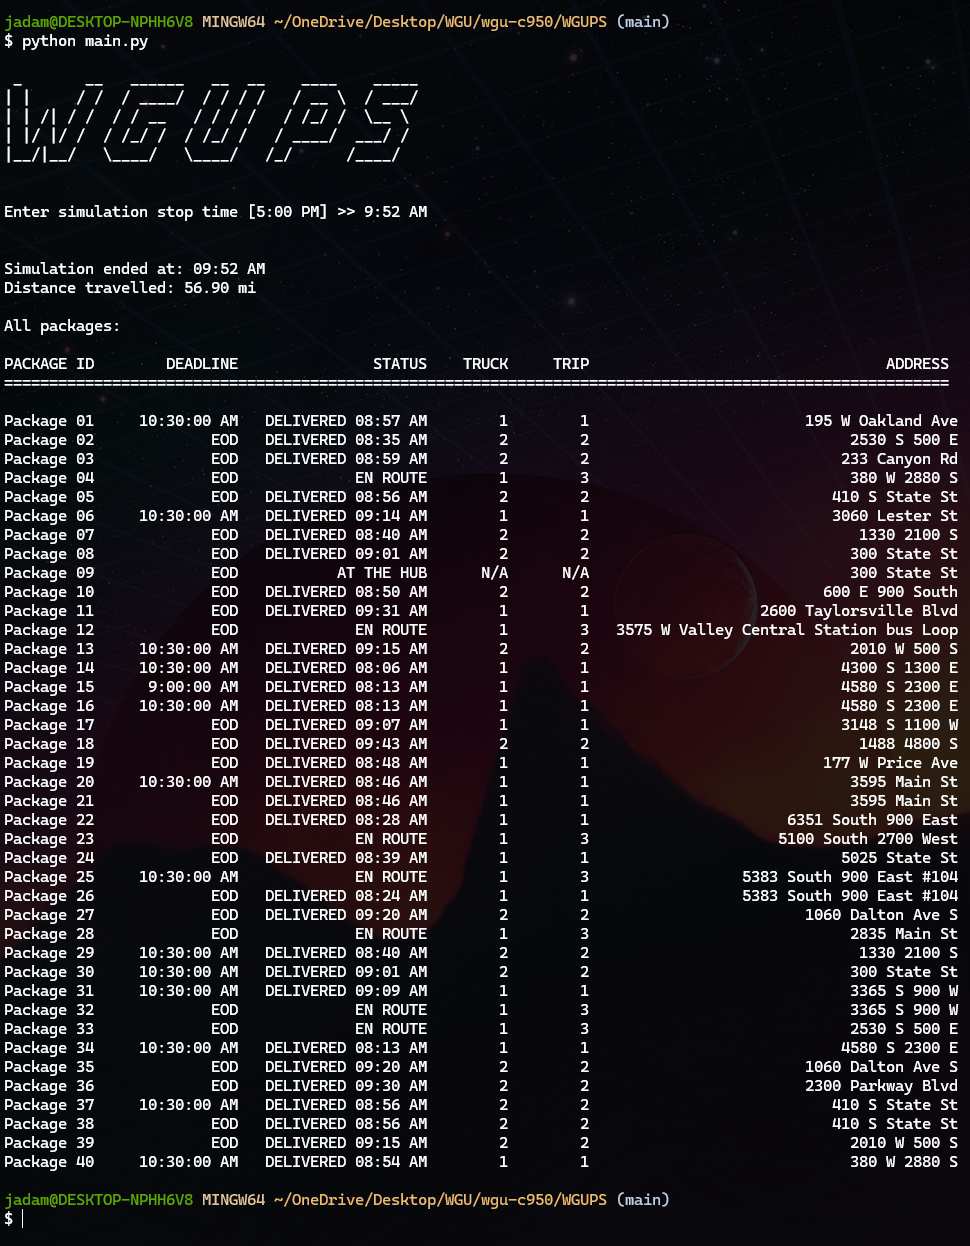 jadam@DESKTOP-NPHH6V8 MINGW64 ~/OneDrive/Desktop/WGU/wgu-c950/WGUPS (main)
$ python main.py
WGUPS
Enter simulation stop time [5:00 PM] >> 9:52 AM
Simulation ended at: 09:52 AM
Distance travelled: 56.90 mi
All packages:
PACKAGE ID DEADLINE STATUS TRUCK TRIP ADDRESS
Package 01 10:30:00 AM DELIVERED 08:57 AM 1 1 195 W Oakland Ave
Package 02 EOD DELIVERED 08:35 AM 2 2 2530 S 500 E
Package 03 EOD DELIVERED 08:59 AM 2 2 233 Canyon Rd
Package 04 EOD EN ROUTE 1 3 380 W 2880 S
Package 05 EOD DELIVERED 08:56 AM 2 2 410 S State St
Package 06 10:30:00 AM DELIVERED 09:14 AM 1 1 3060 Lester St
Package 07 EOD DELIVERED 08:40 AM 2 2 1330 2100 S
Package 08 EOD DELIVERED 09:01 AM 2 2 300 State St
Package 09 EOD AT THE HUB N/A N/A 300 State St
Package 10 EOD DELIVERED 08:50 AM 2 2 600 E 900 South
Package 11 EOD DELIVERED 09:31 AM 1 1 2600 Taylorsville Blvd
Package 12 EOD EN ROUTE 1 3 3575 W Valley Central Station bus Loop
Package 13 10:30:00 AM DELIVERED 09:15 AM 2 2 2010 W 500 S
Package 14 10:30:00 AM DELIVERED 08:06 AM 1 1 4300 S 1300 E
Package 15 9:00:00 AM DELIVERED 08:13 AM 1 1 4580 S 2300 E
Package 16 10:30:00 AM DELIVERED 08:13 AM 1 1 4580 S 2300 E
Package 17 EOD DELIVERED 09:07 AM 1 1 3148 S 1100 W
Package 18 EOD DELIVERED 09:43 AM 2 2 1488 4800 S
Package 19 EOD DELIVERED 08:48 AM 1 1 177 W Price Ave
Package 20 10:30:00 AM DELIVERED 08:46 AM 1 1 3595 Main St
Package 21 EOD DELIVERED 08:46 AM 1 1 3595 Main St
Package 22 EOD DELIVERED 08:28 AM 1 1 6351 South 900 East
Package 23 EOD EN ROUTE 1 3 5100 South 2700 West
Package 24 EOD DELIVERED 08:39 AM 1 1 5025 State St
Package 25 10:30:00 AM EN ROUTE 1 3 5383 South 900 East #104
Package 26 EOD DELIVERED 08:24 AM 1 1 5383 South 900 East #104
Package 27 EOD DELIVERED 09:20 AM 2 2 1060 Dalton Ave S
Package 28 EOD EN ROUTE 1 3 2835 Main St
Package 29 10:30:00 AM DELIVERED 08:40 AM 2 2 1330 2100 S
Package 30 10:30:00 AM DELIVERED 09:01 AM 2 2 300 State St
Package 31 10:30:00 AM DELIVERED 09:09 AM 1 1 3365 S 900 W
Package 32 EOD EN ROUTE 1 3 3365 S 900 W
Package 33 EOD EN ROUTE 1 3 2530 S 500 E
Package 34 10:30:00 AM DELIVERED 08:13 AM 1 1 4580 S 2300 E
Package 35 EOD DELIVERED 09:20 AM 2 2 1060 Dalton Ave S
Package 36 EOD DELIVERED 09:30 AM 2 2 2300 Parkway Blvd
Package 37 10:30:00 AM DELIVERED 08:56 AM 2 2 410 S State St
Package 38 EOD DELIVERED 08:56 AM 2 2 410 S State St
Package 39 EOD DELIVERED 09:15 AM 2 2 2010 W 500 S
Package 40 10:30:00 AM DELIVERED 08:54 AM 1 1 380 W 2880 S
jadam@DESKTOP-NPHH6V8 MINGW64 ~/OneDrive/Desktop/WGU/wgu-c950/WGUPS (main)
$